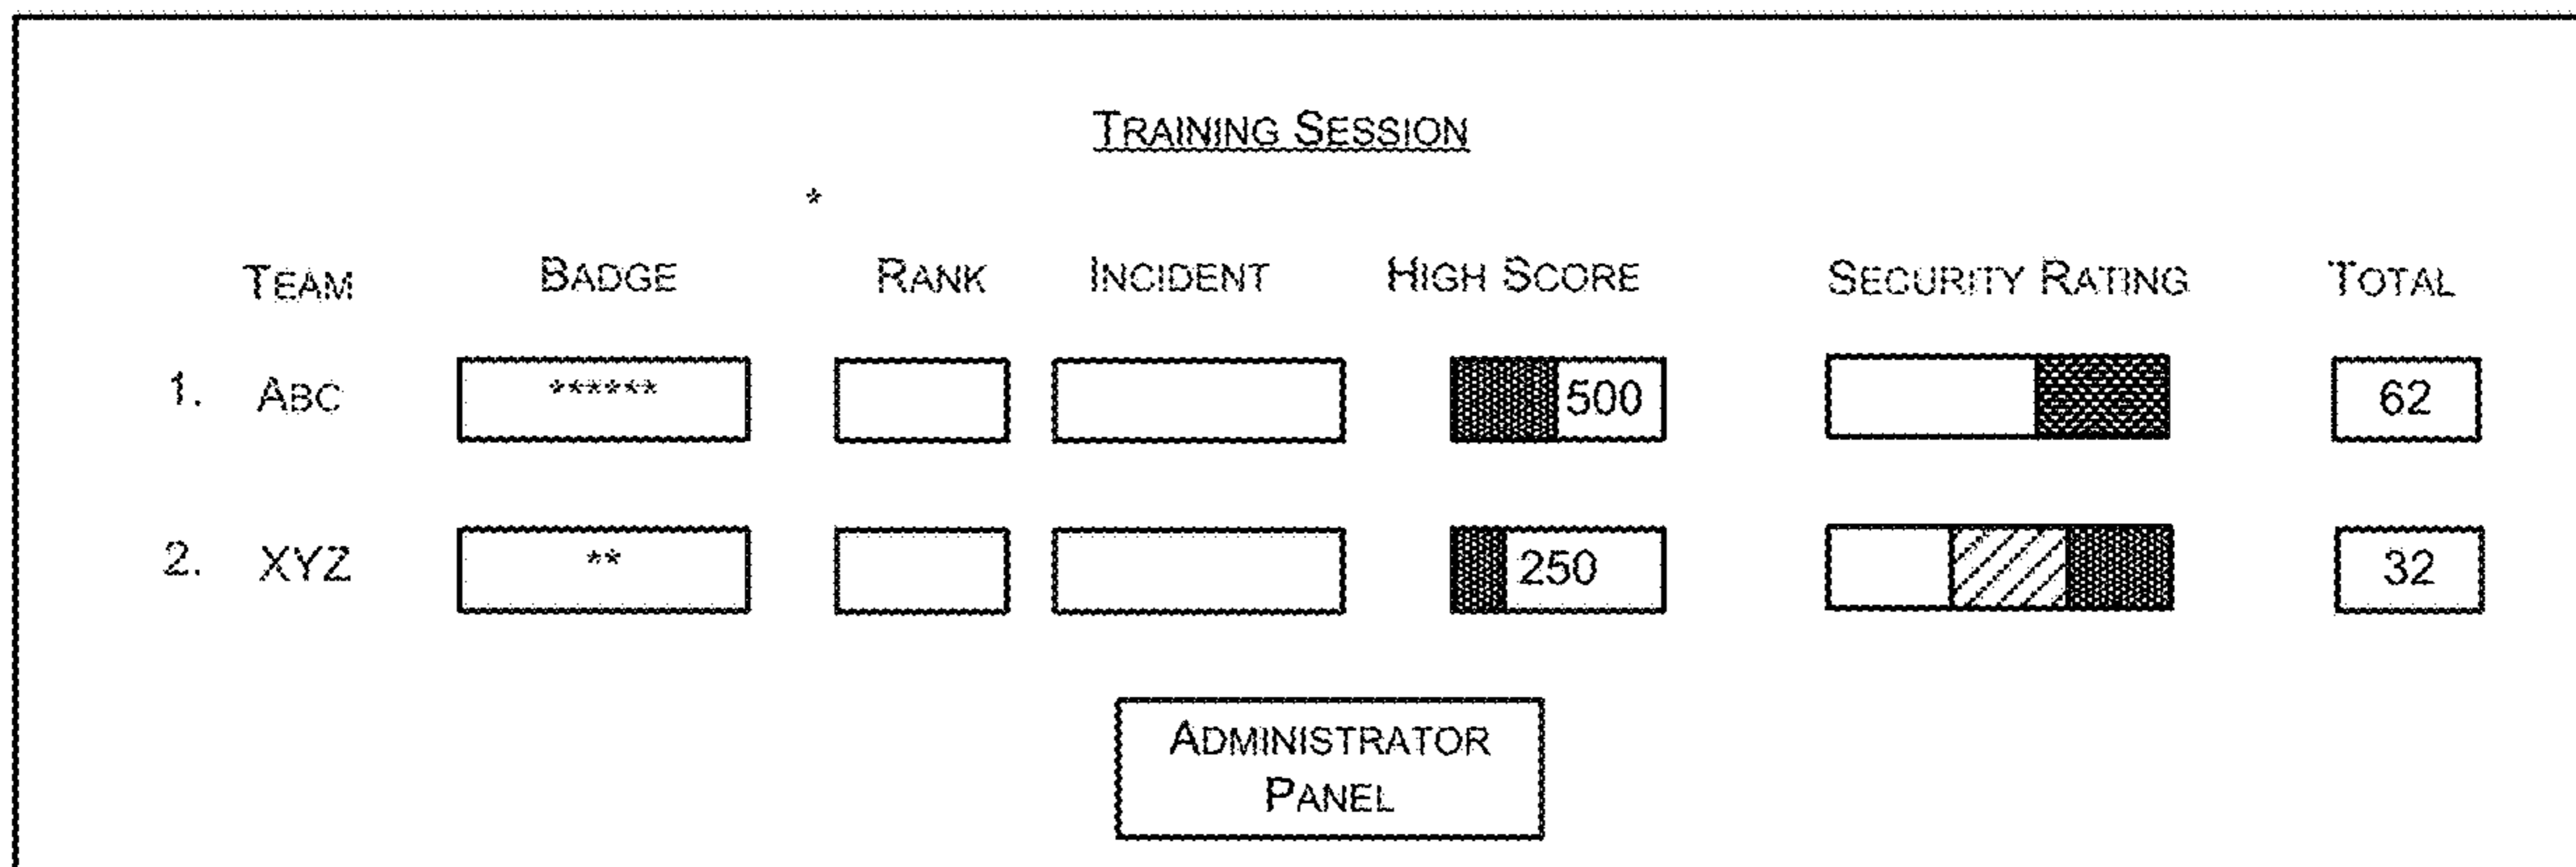 TRAINING SESSION
*
TEAM BADGE RANK INCIDENT HIGH SCORE SECURITY RATING TOTAL
1. ABC ****** 500 62
2. XYZ ** 250 32
ADMINISTRATOR
PANEL